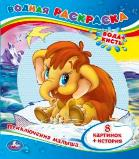 ВОДНАЯ РАСКРАСКА
ВОДА+
КИСТЬ
Приключения малыша
8
КАРТИНОК
+ ИСТОРИЯ